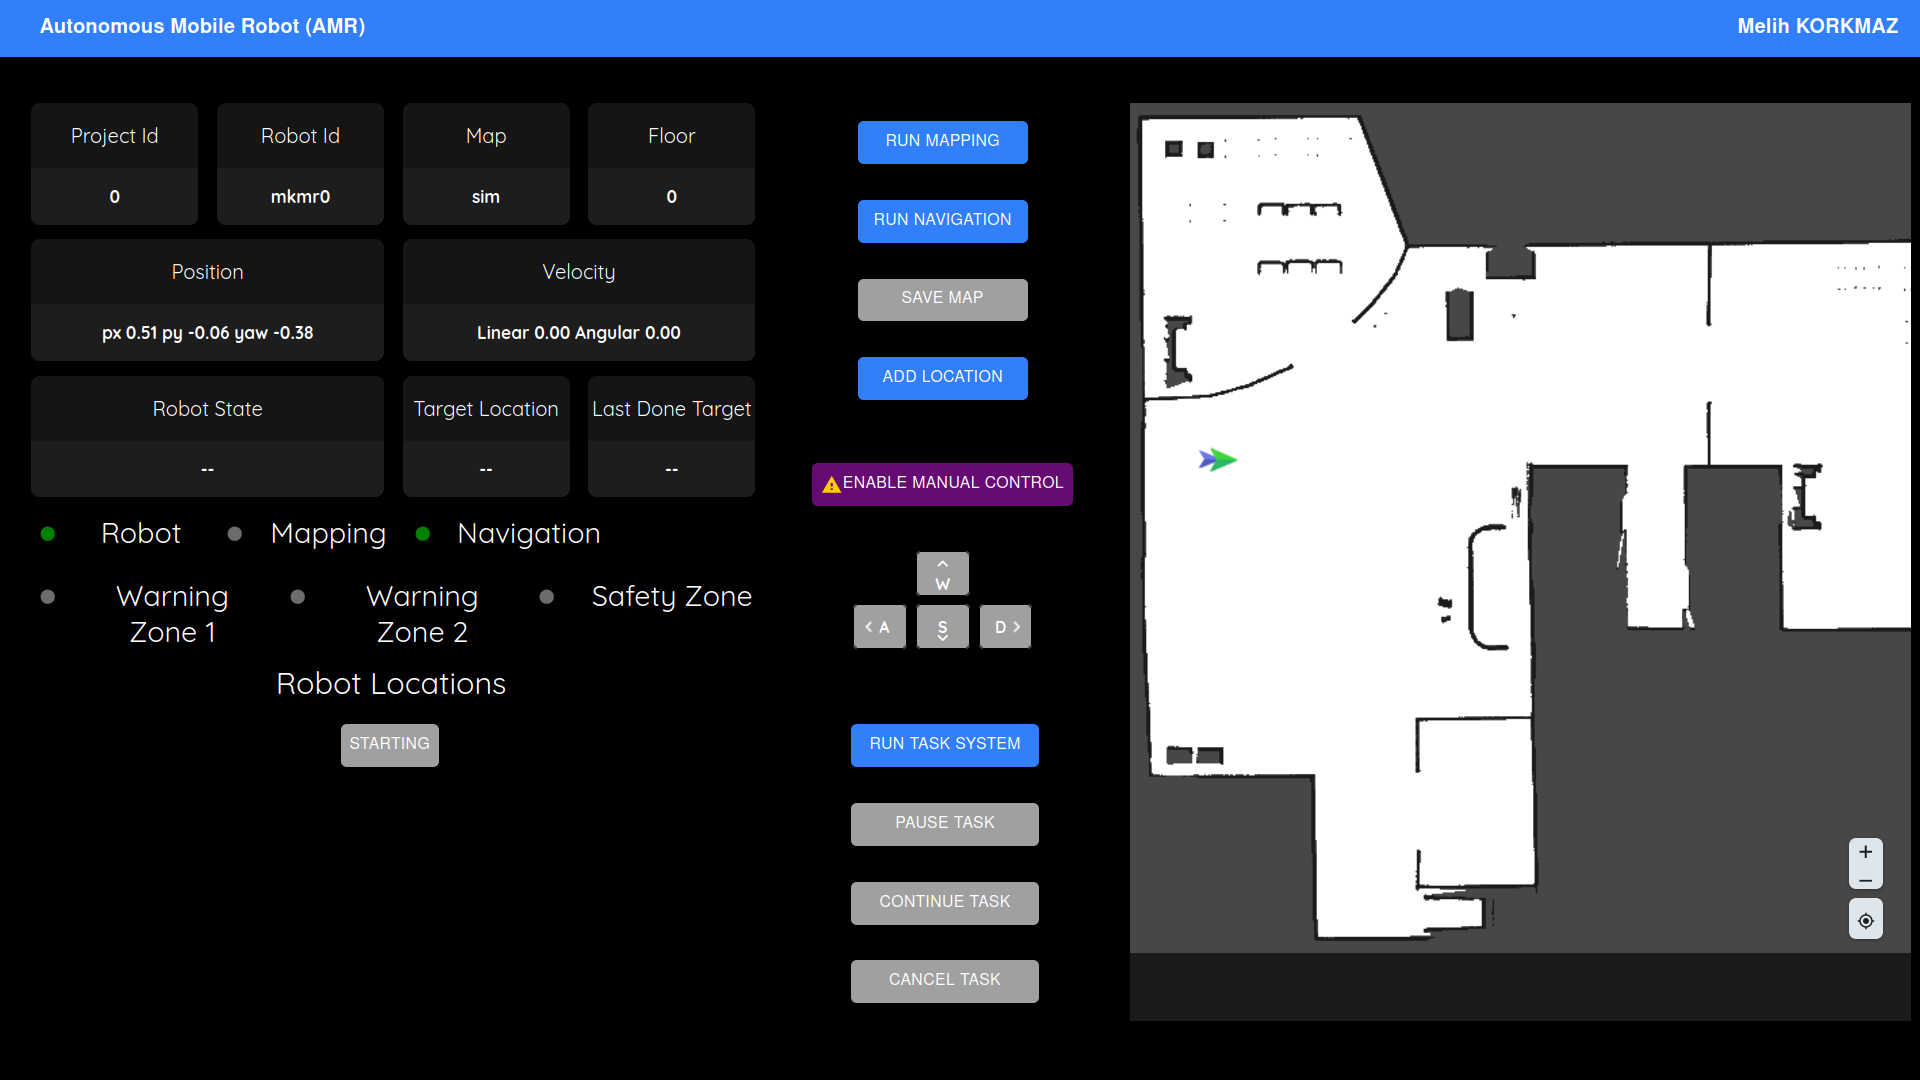 Autonomous Mobile Robot (AMR)
Melih KORKMAZ
Project Id
0
Robot Id
mkmr0
Map
sim
Floor
0
Position
px 0.51 py -0.06 yaw -0.38
Velocity
Linear 0.00 Angular 0.00
Robot State
--
Target Location
--
Last Done Target
--
Robot
Mapping
Navigation
Warning
Zone 1
Warning
Zone 2
Safety Zone
Robot Locations
STARTING
RUN MAPPING
RUN NAVIGATION
SAVE MAP
ADD LOCATION
ENABLE MANUAL CONTROL
W
A
S
D
RUN TASK SYSTEM
PAUSE TASK
CONTINUE TASK
CANCEL TASK
+
−